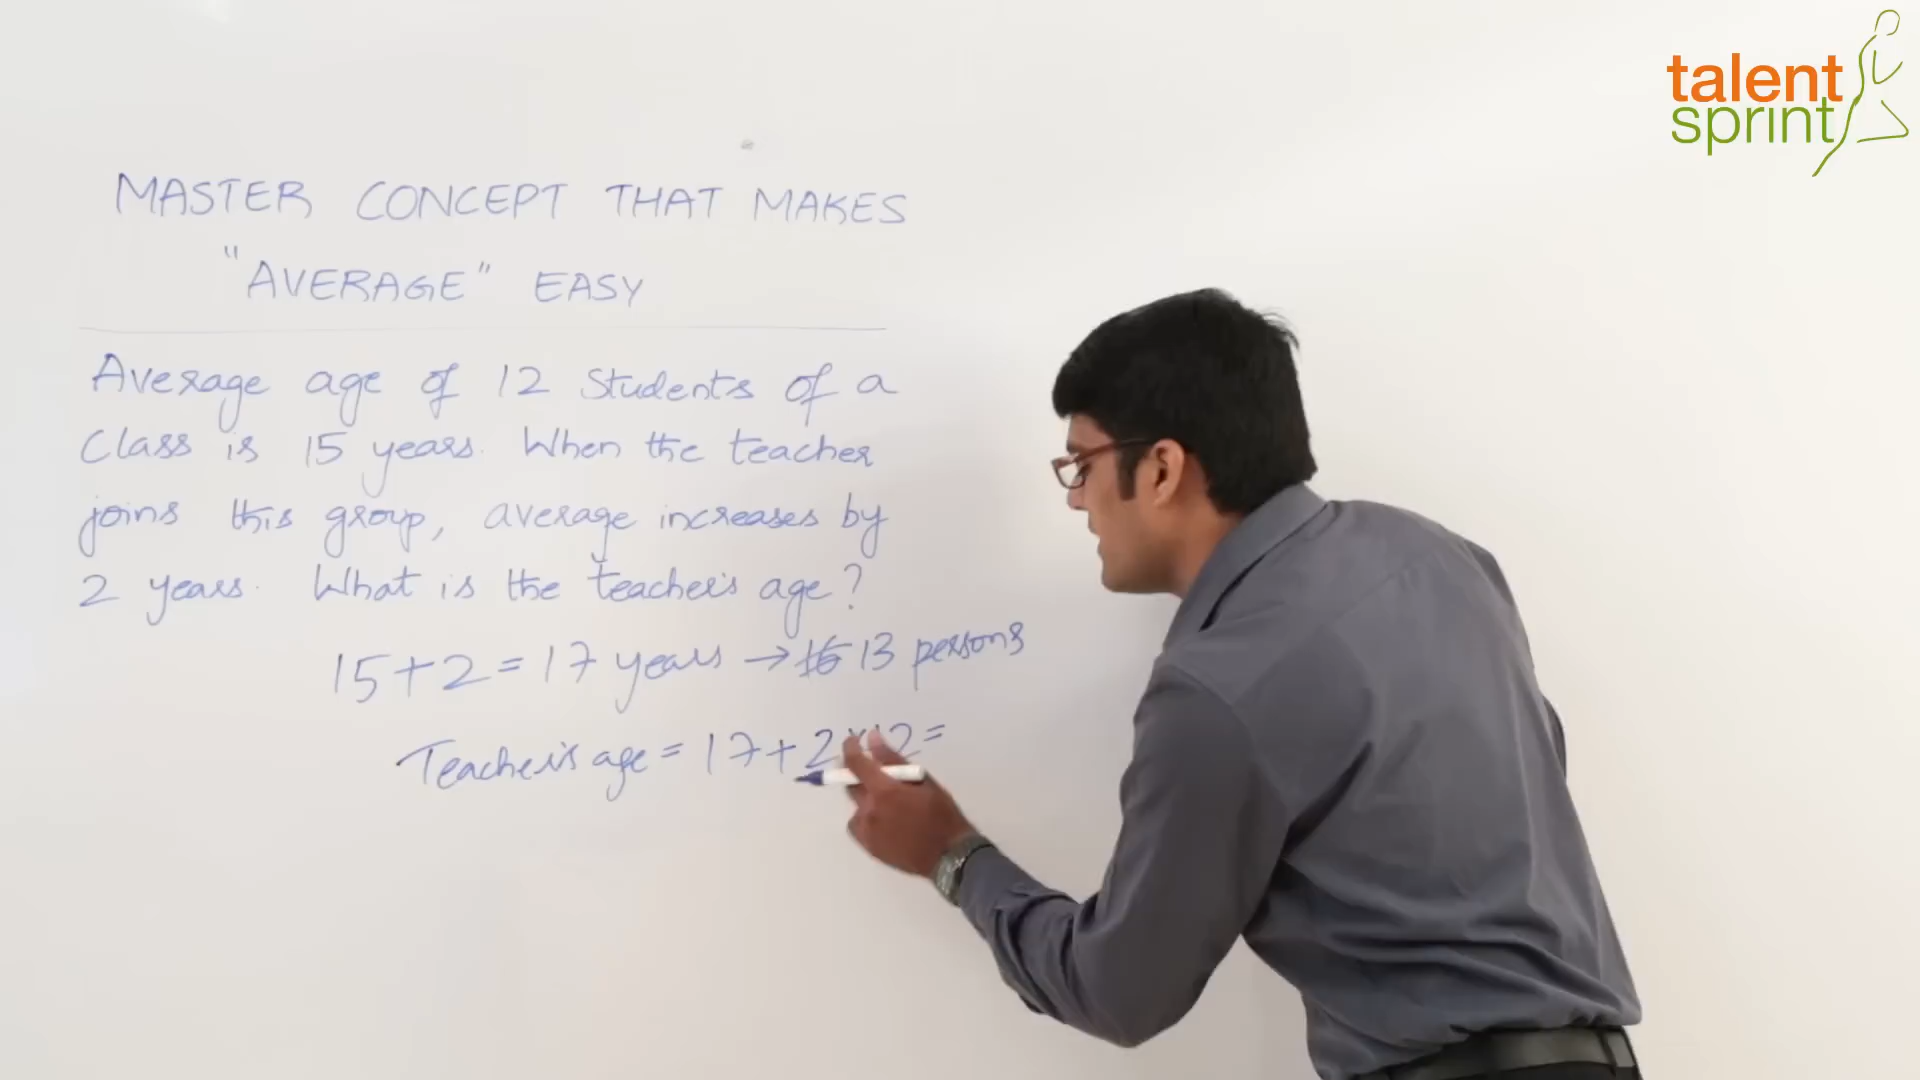 talent
sprint
MASTER CONCEPT THAT MAKES
"AVERAGE" EASY
Average age of 12 Students of a
Class is 15 years. When the teacher
joins this group, average increases by
2 years. What is the teacher's age?
15+2=17 years → 13 persons
Teacher's age = 17+2×12=